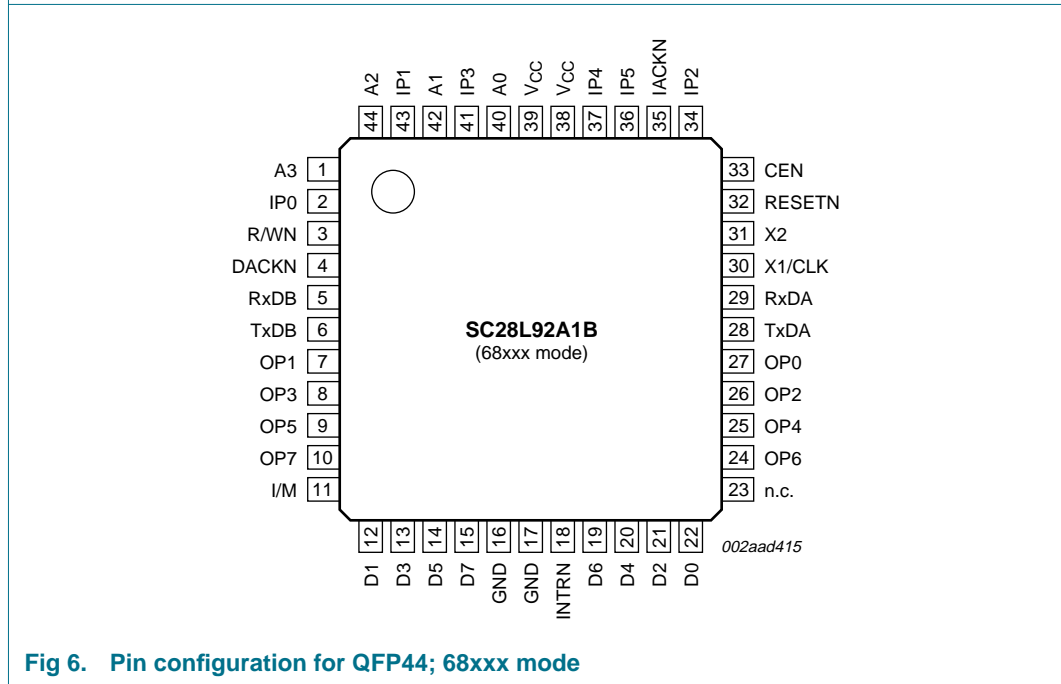 A2 IP1 A1 IP3 A0 VCC VCC IP4 IP5 IACKN IP2
44 43 42 41 40 39 38 37 36 35 34
A3 1
IP0 2
R/WN 3
DACKN 4
RxDB 5
TxDB 6
OP1 7
OP3 8
OP5 9
OP7 10
I/M 11
SC28L92A1B
(68xxx mode)
33 CEN
32 RESETN
31 X2
30 X1/CLK
29 RxDA
28 TxDA
27 OP0
26 OP2
25 OP4
24 OP6
23 n.c.
12 13 14 15 16 17 18 19 20 21 22
D1 D3 D5 D7 GND GND INTRN D6 D4 D2 D0
002aad415
Fig 6. Pin configuration for QFP44; 68xxx mode